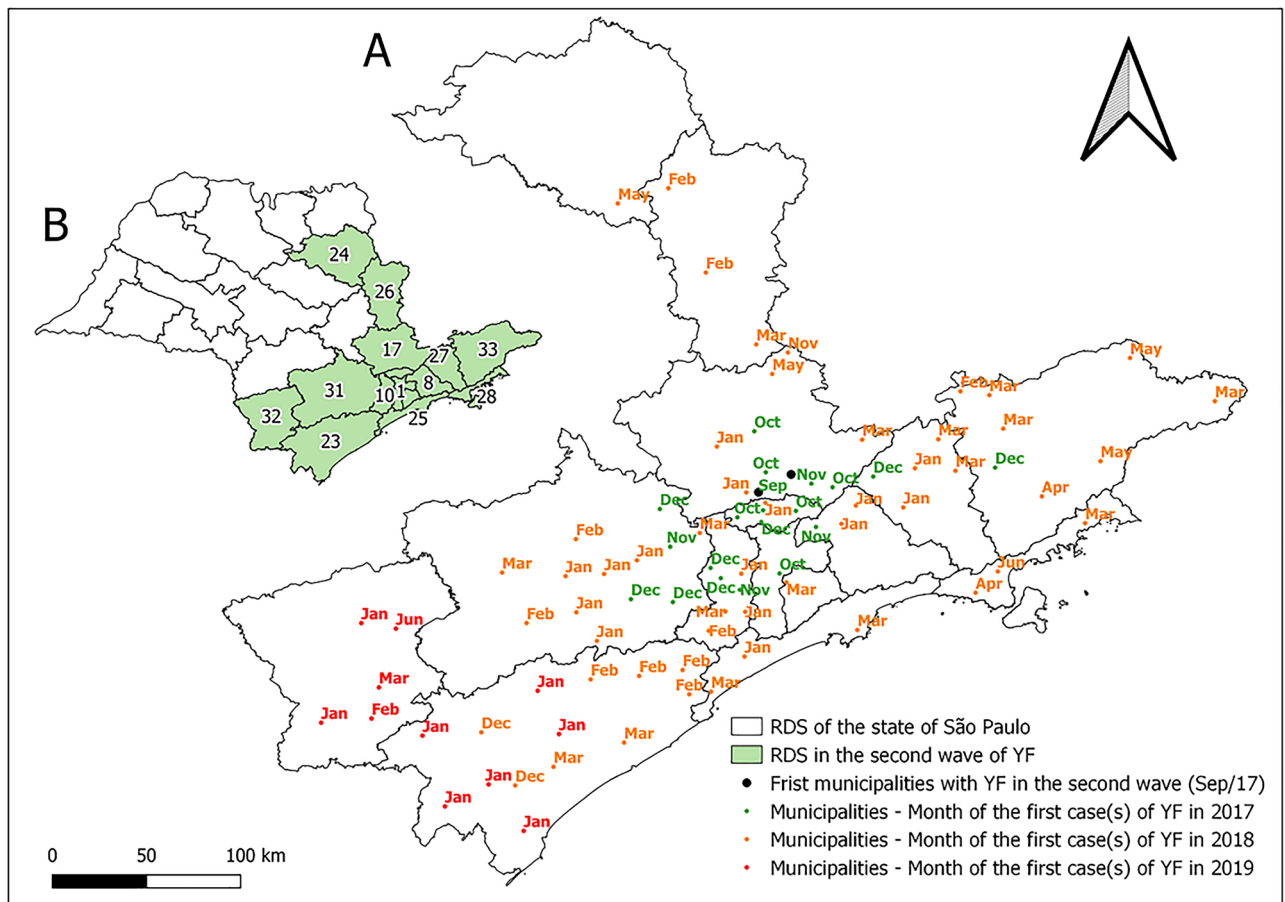 A
B
24
26
17
27
33
31
10
1
8
28
25
32
23
May
Feb
Feb
Mar
Nov
May
May
Feb
Mar
Mar
Oct
Jan
Mar
Mar
Mar
Oct
Jan
Mar
Dec
May
Nov
Oct
Dec
Jan
Sep
Apr
Dec
Oct
Jan
Oct
Jan
Jan
Mar
Mar
Dec
Nov
Jan
Feb
Nov
Jan
Mar
Jan
Jan
Dec
Jan
Oct
Jun
Apr
Dec
Dec
Dec
Nov
Mar
Jan
Feb
Mar
Jan
Mar
Jan
Jun
Jan
Feb
Jan
Mar
Feb
Feb
Feb
Jan
Feb
Mar
Jan
Feb
Jan
Dec
Jan
Mar
Mar
Jan
Dec
Jan
Jan
RDS of the state of São Paulo
RDS in the second wave of YF
Frist municipalities with YF in the second wave (Sep/17)
Municipalities - Month of the first case(s) of YF in 2017
Municipalities - Month of the first case(s) of YF in 2018
Municipalities - Month of the first case(s) of YF in 2019
0 50 100 km